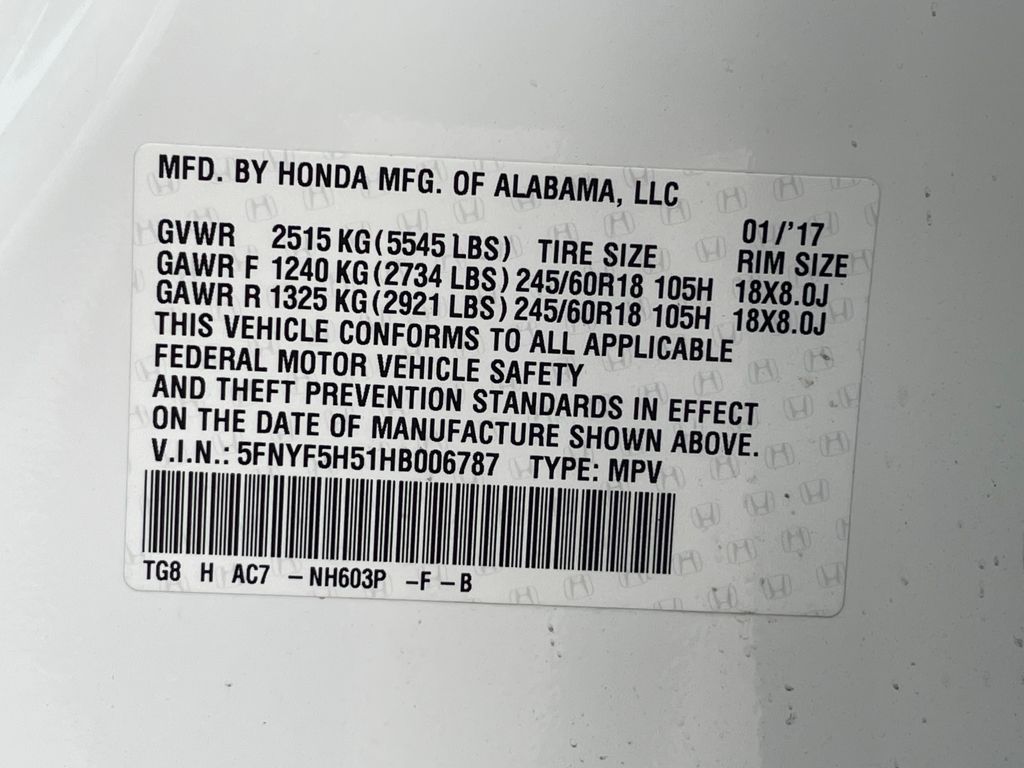 MFD. BY HONDA MFG. OF ALABAMA, LLC
01/'17
GVWR 2515 KG (5545 LBS) TIRE SIZE RIM SIZE
GAWR F 1240 KG (2734 LBS) 245/60R18 105H 18X8.0J
GAWR R 1325 KG (2921 LBS) 245/60R18 105H 18X8.0J
THIS VEHICLE CONFORMS TO ALL APPLICABLE
FEDERAL MOTOR VEHICLE SAFETY
AND THEFT PREVENTION STANDARDS IN EFFECT
ON THE DATE OF MANUFACTURE SHOWN ABOVE.
V.I.N.: 5FNYF5H51HB006787 TYPE: MPV
TG8 H AC7 -NH603P -F-B